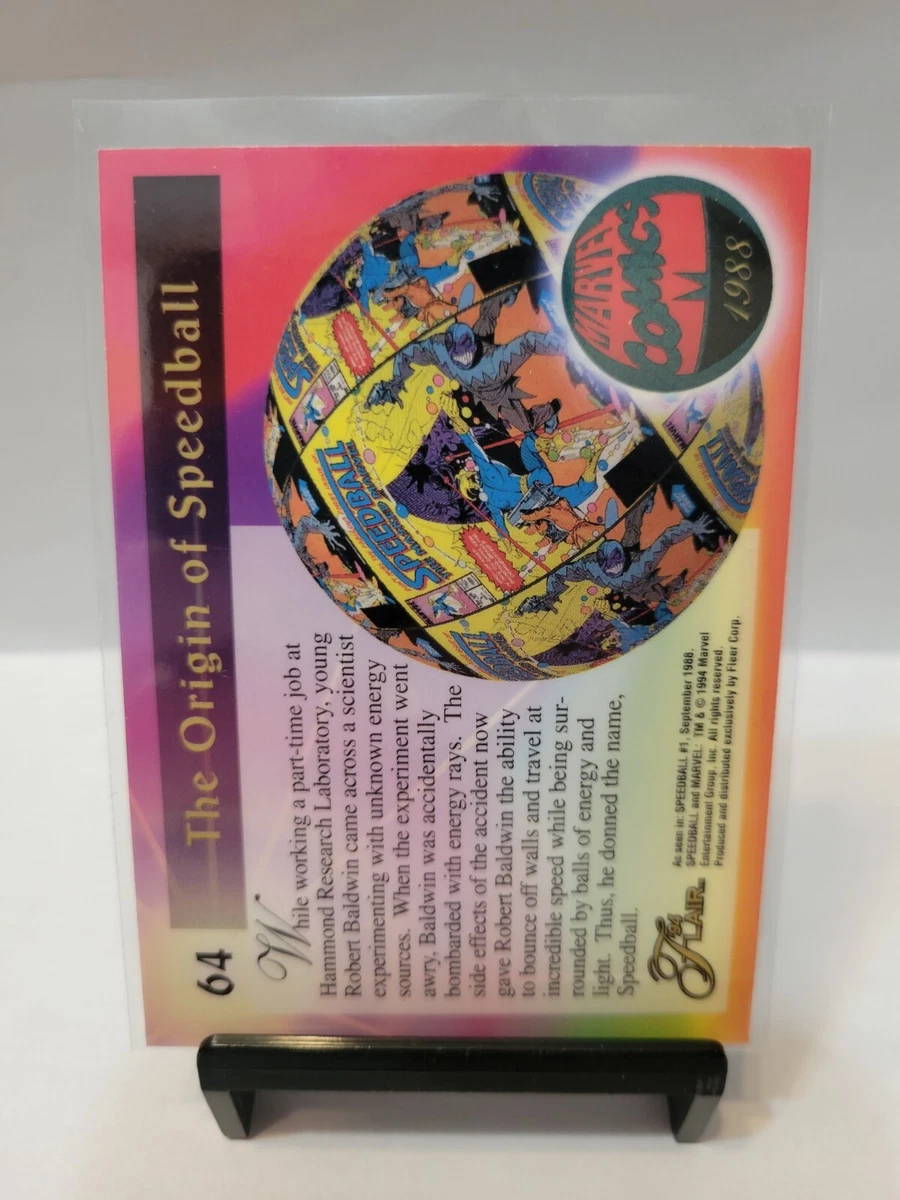 64
The Origin of Speedball
While working a part-time job at
Hammond Research Laboratory, young
Robert Baldwin came across a scientist
experimenting with unknown energy
sources. When the experiment went
awry, Baldwin was accidentally
bombarded with energy rays. The
side effects of the accident now
gave Robert Baldwin the ability
to bounce off walls and travel at
incredible speed while being sur-
rounded by balls of energy and
light. Thus, he donned the name,
Speedball.
MARVEL
COMICS
M
1988
SPEEDBALL
THE MASKED MARVEL
FLAIR™
As seen in: SPEEDBALL #1, September 1988.
SPEEDBALL and MARVEL: TM & © 1994 Marvel
Entertainment Group, Inc. All rights reserved.
Produced and distributed exclusively by Fleer Corp.